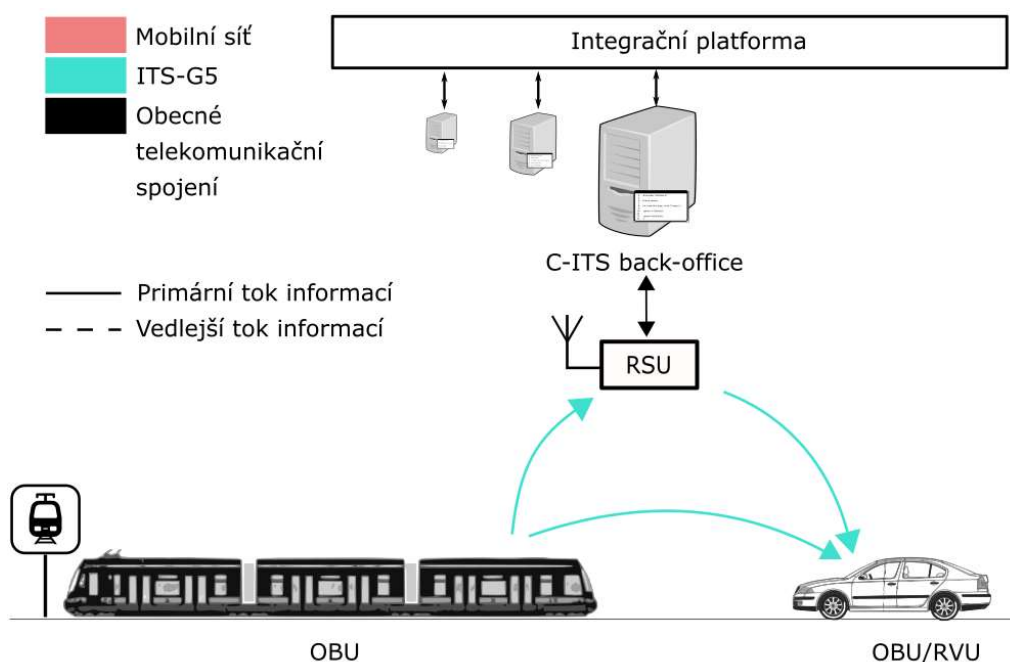 Mobilní síť
ITS-G5
Obecné
telekomunikační
spojení
Primární tok informací
Vedlejší tok informací
Integrační platforma
C-ITS back-office
RSU
OBU
OBU/RVU